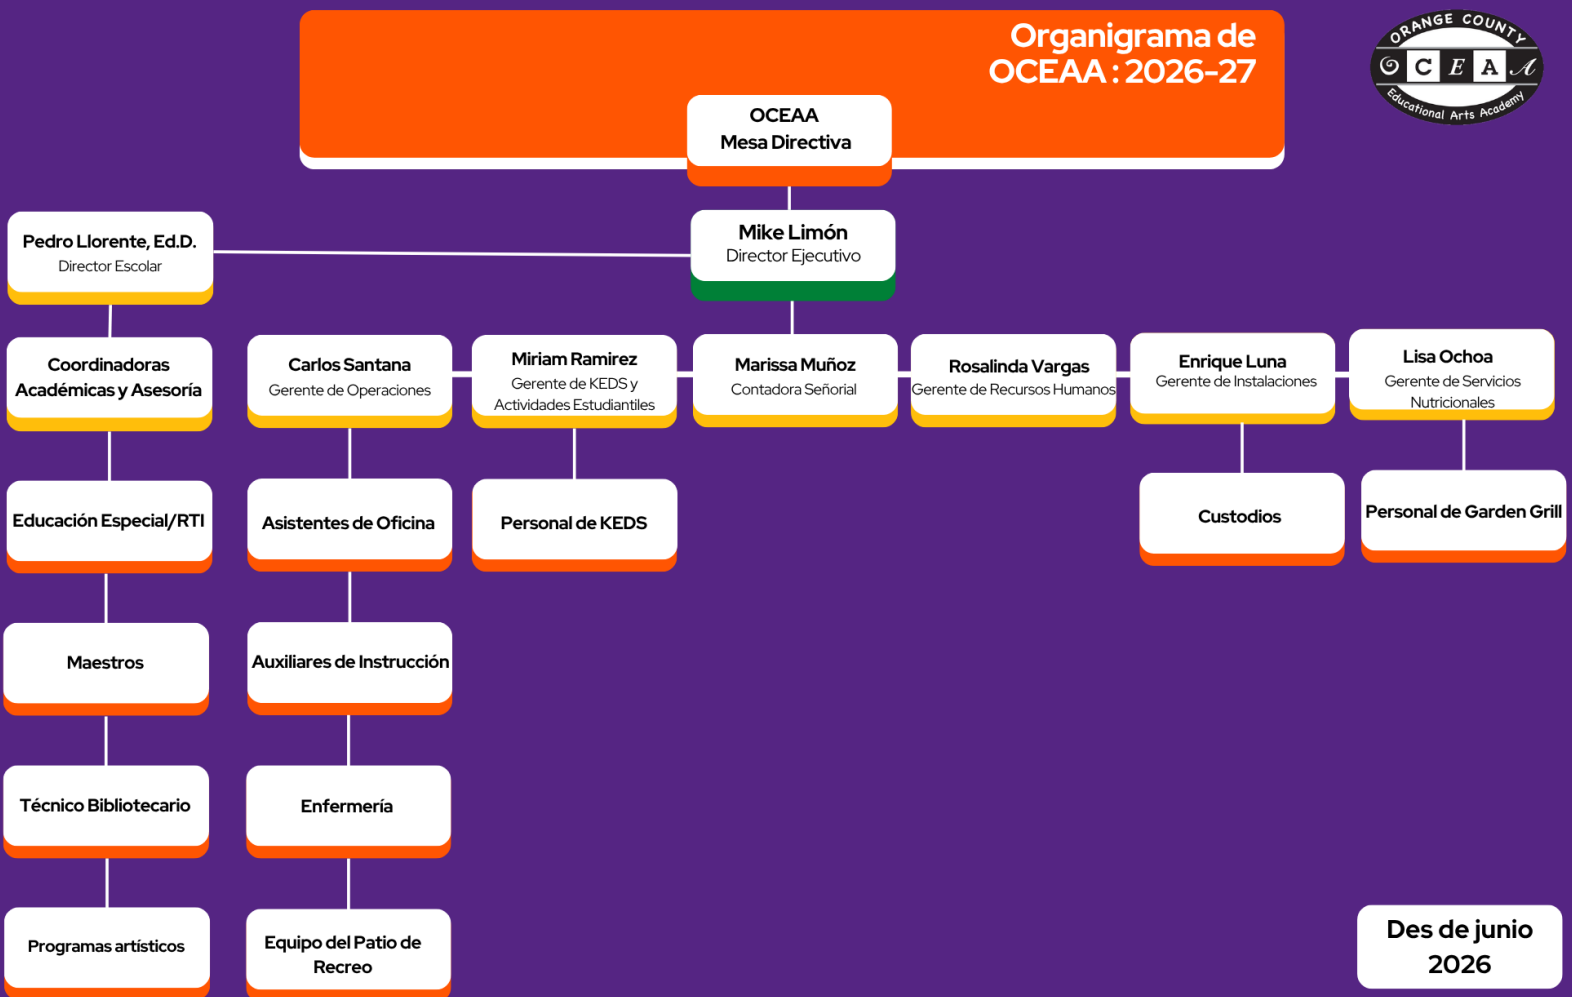 Organigrama de
OCEAA : 2026-27
ORANGE COUNTY
O C E A A
Educational Arts Academy
OCEAA
Mesa Directiva
Pedro Llorente, Ed.D.
Director Escolar
Mike Limón
Director Ejecutivo
Coordinadoras
Académicas y Asesoría
Carlos Santana
Gerente de Operaciones
Miriam Ramirez
Gerente de KEDS y
Actividades Estudiantiles
Marissa Muñoz
Contadora Señorial
Rosalinda Vargas
Gerente de Recursos Humanos
Enrique Luna
Gerente de Instalaciones
Lisa Ochoa
Gerente de Servicios
Nutricionales
Educación Especial/RTI
Asistentes de Oficina
Personal de KEDS
Custodios
Personal de Garden Grill
Maestros
Auxiliares de Instrucción
Técnico Bibliotecario
Enfermería
Programas artísticos
Equipo del Patio de
Recreo
Des de junio
2026